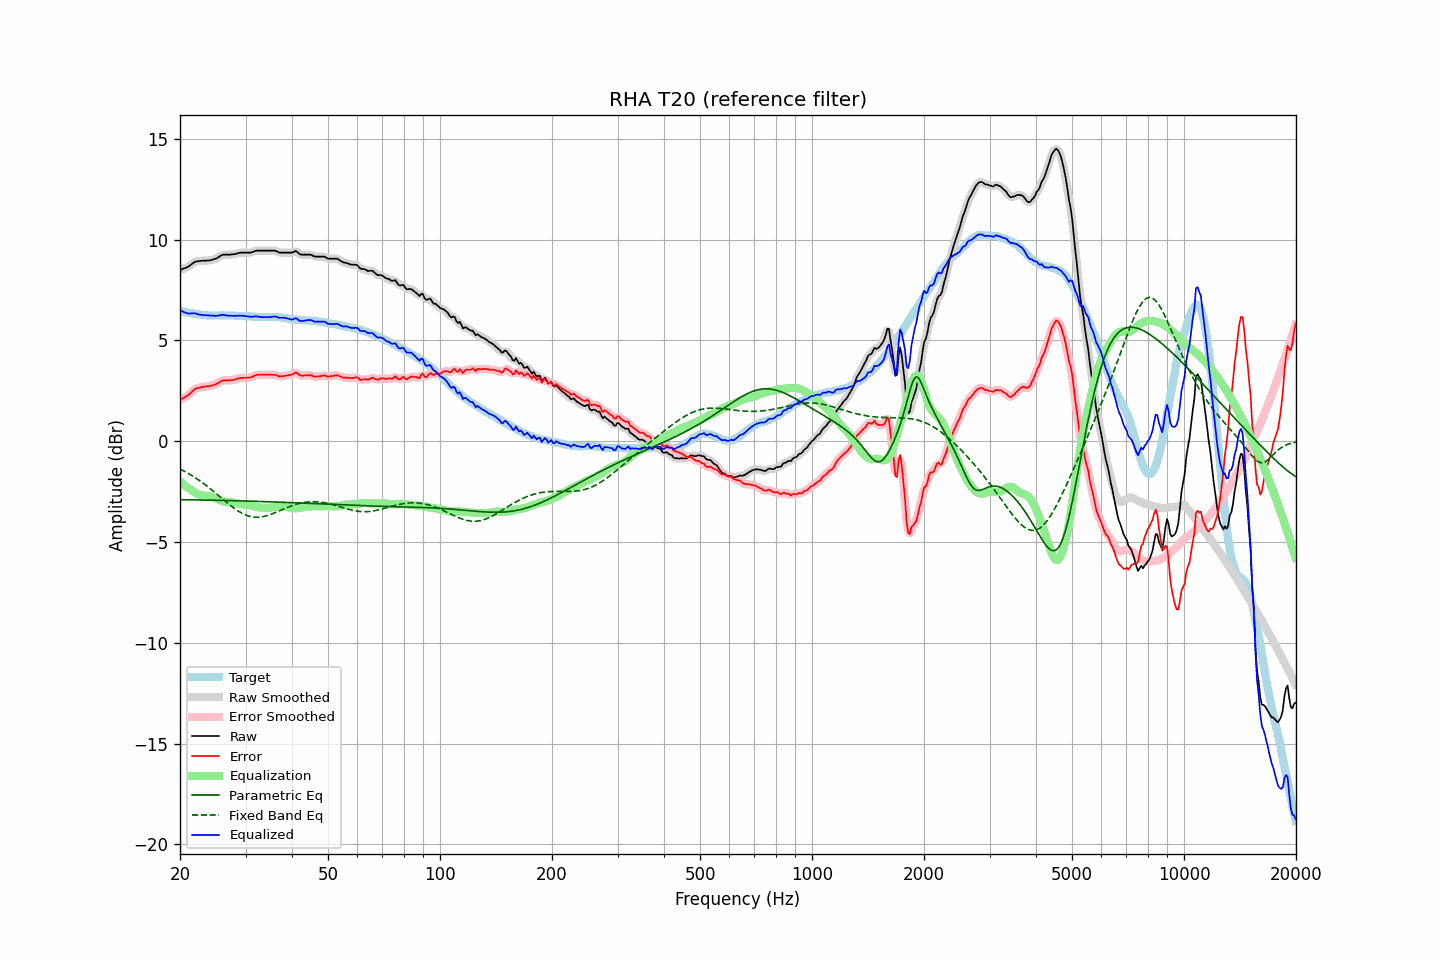 RHA T20 (reference filter)
Amplitude (dBr)
15
10
5
0
−5
−10
−15
−20
Target
Raw Smoothed
Error Smoothed
Raw
Error
Equalization
Parametric Eq
Fixed Band Eq
Equalized
20 50 100 200 500 1000 2000 5000 10000 20000
Frequency (Hz)